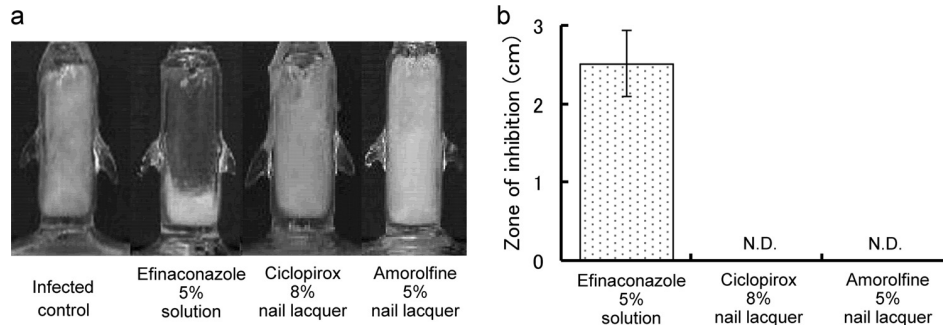 a
Infected
control
Efinaconazole
5%
solution
Ciclopirox
8%
nail lacquer
Amorolfine
5%
nail lacquer
b
Zone of inhibition (cm)
3
2
1
0
N.D.
N.D.
Efinaconazole
5%
solution
Ciclopirox
8%
nail lacquer
Amorolfine
5%
nail lacquer